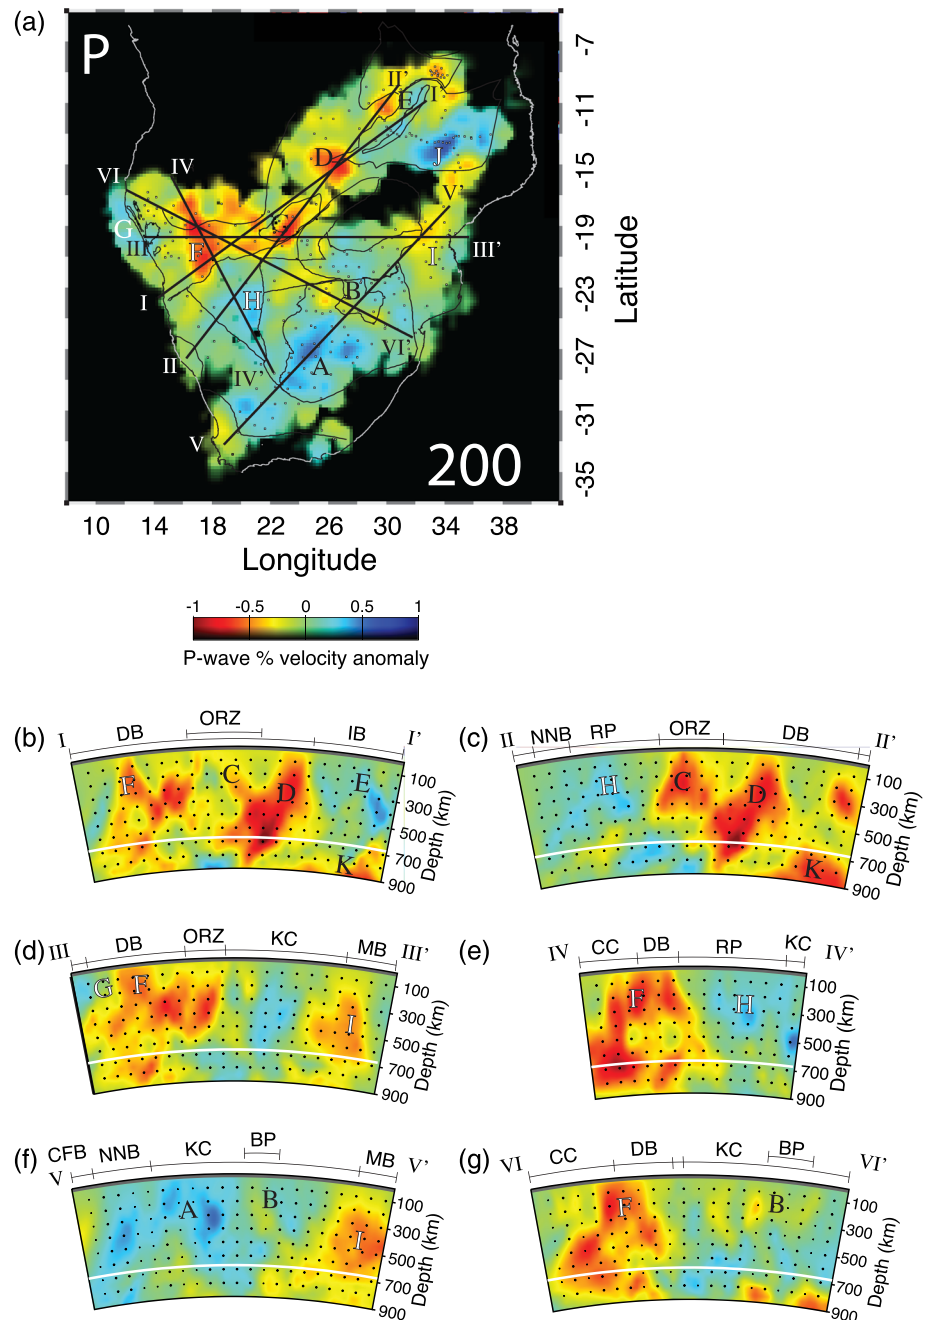 (a)
P
II'
E I'
D
J
VI IV
V'
G
C
III
F
I
III'
I
H
B
II
IV'
VI'
A
V
200
-7
-11
-15
-19
-23
-27
-31
-35
Latitude
10 14 18 22 26 30 34 38
Longitude
-1 -0.5 0 0.5 1
P-wave % velocity anomaly
(b)
I DB ORZ IB I'
F C D E K
100
300
500
700
900
Depth (km)
(c)
II NNB RP ORZ DB II'
H C D K
100
300
500
700
900
Depth (km)
(d)
III DB ORZ KC MB III'
G F I
100
300
500
700
900
Depth (km)
(e)
IV CC DB RP KC IV'
F H
100
300
500
700
900
Depth (km)
(f)
CFB NNB KC BP MB
V V'
A B I
100
300
500
700
900
Depth (km)
(g)
VI CC DB KC BP VI'
F B
100
300
500
700
900
Depth (km)